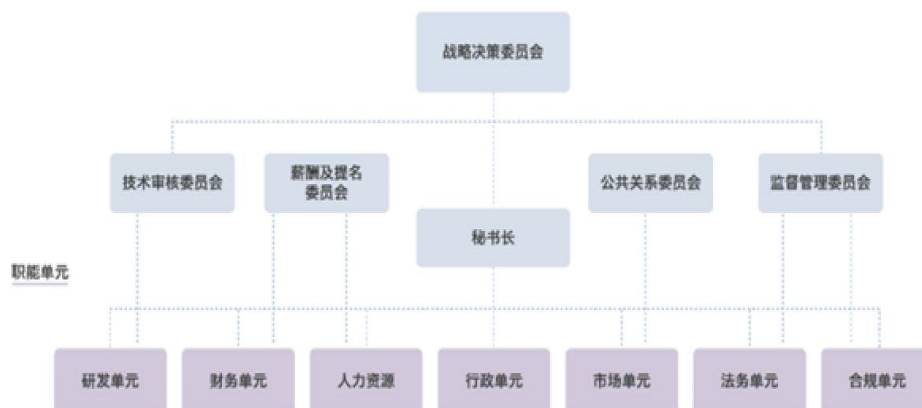 战略决策委员会
技术审核委员会
薪酬及提名
委员会
公共关系委员会
监督管理委员会
秘书长
职能单元
研发单元
财务单元
人力资源
行政单元
市场单元
法务单元
合规单元